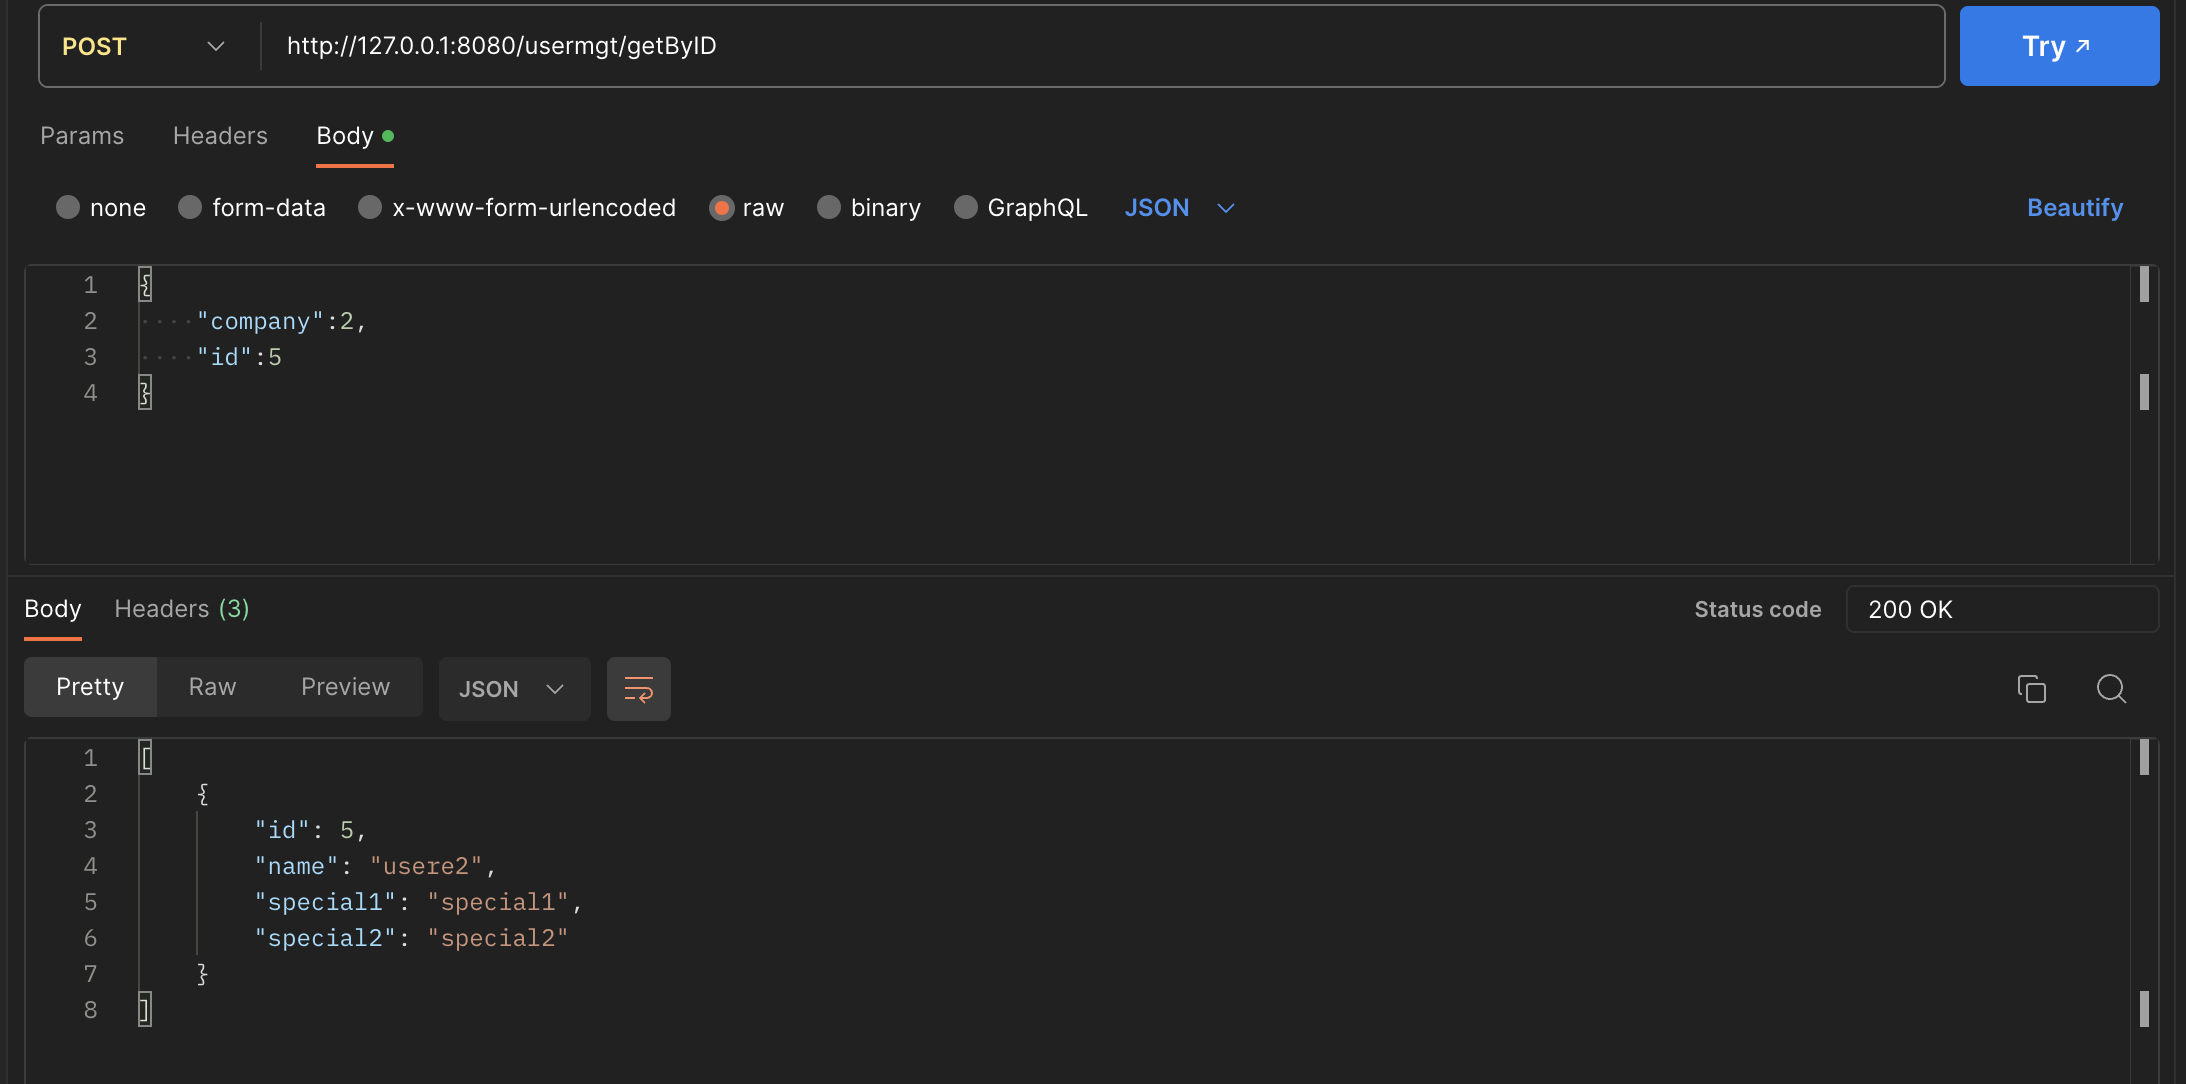 POST http://127.0.0.1:8080/usermgt/getByID Try ↗
Params Headers Body
none form-data x-www-form-urlencoded raw binary GraphQL JSON Beautify
1 {
2 "company":2,
3 "id":5
4 }
Body Headers (3) Status code 200 OK
Pretty Raw Preview JSON
1 [
2 {
3 "id": 5,
4 "name": "usere2",
5 "special1": "special1",
6 "special2": "special2"
7 }
8 ]